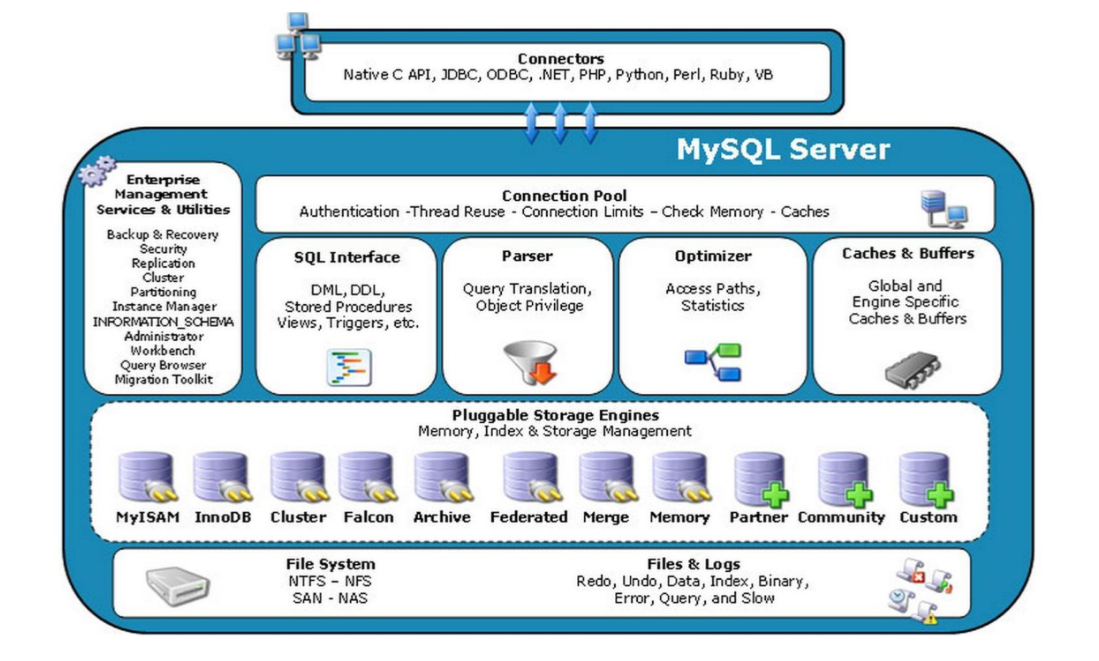 Connectors
Native C API, JDBC, ODBC, .NET, PHP, Python, Perl, Ruby, VB
MySQL Server
Enterprise
Management
Services & Utilities
Backup & Recovery
Security
Replication
Cluster
Partitioning
Instance Manager
INFORMATION_SCHEMA
Administrator
Workbench
Query Browser
Migration Toolkit
Connection Pool
Authentication -Thread Reuse - Connection Limits – Check Memory - Caches
SQL Interface
DML, DDL,
Stored Procedures
Views, Triggers, etc.
Parser
Query Translation,
Object Privilege
Optimizer
Access Paths,
Statistics
Caches & Buffers
Global and
Engine Specific
Caches & Buffers
Pluggable Storage Engines
Memory, Index & Storage Management
MyISAM InnoDB Cluster Falcon Archive Federated Merge Memory Partner Community Custom
File System
NTFS – NFS
SAN - NAS
Files & Logs
Redo, Undo, Data, Index, Binary,
Error, Query, and Slow